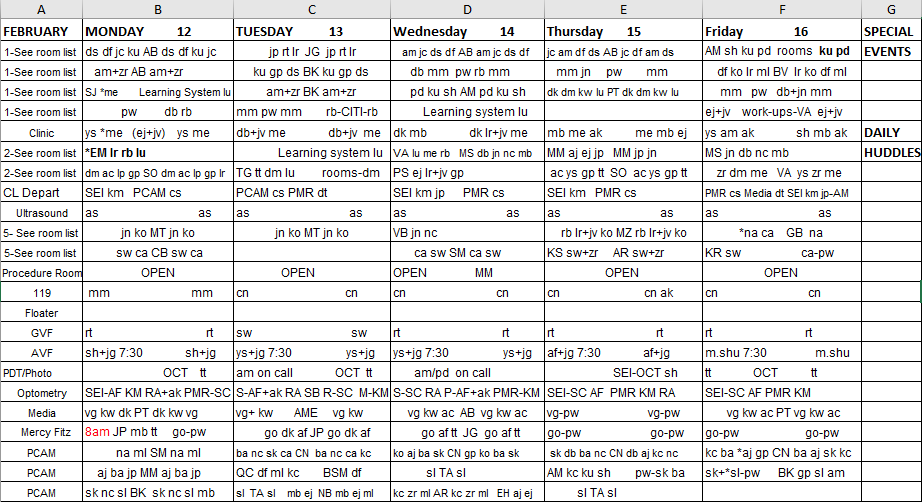 A B C D E F G
FEBRUARY MONDAY 12 TUESDAY 13 Wednesday 14 Thursday 15 Friday 16 SPECIAL
1-See room list ds df jc ku AB ds df ku jc jp rt lr JG jp rt lr am jc ds df AB am jc ds df jc am df ds AB jc df am ds AM sh ku pd rooms ku pd EVENTS
1-See room list am+zr AB am+zr ku gp ds BK ku gp ds db mm pw rb mm mm jn pw mm df ko lr ml BV lr ko df ml
1-See room list SJ *me Learning System lu am+zr BK am+zr pd ku sh AM pd ku sh dk dm kw lu PT dk dm kw lu mm pw db+jn mm
1-See room list pw db rb mm pw mm rb-CITI-rb Learning system lu ej+jv work-ups-VA ej+jv
Clinic ys *me (ej+jv) ys me db+jv me db+jv me dk mb dk lr+jv me mb me ak me mb ej ys am ak sh mb ak DAILY
2-See room list *EM lr rb lu Learning system lu VA lu me rb MS db jn nc mb MM aj ej jp MM jp jn MS jn db nc mb HUDDLES
2-See room list dm ac lp gp SO dm ac lp gp lr TG tt dm lu rooms-dm PS ej lr+jv gp ac ys gp tt SO ac ys gp tt zr dm me VA ys zr me
CL Depart SEI km PCAM cs PCAM cs PMR dt SEI km jp PMR cs SEI km PMR cs PMR cs Media dt SEI km jp-AM
Ultrasound as as as as as as as as as as
5- See room list jn ko MT jn ko jn ko MT jn ko VB jn nc rb lr+jv ko MZ rb lr+jv ko *na ca GB na
5-See room list sw ca CB sw ca ca sw SM ca sw KS sw+zr AR sw+zr KR sw ca-pw
Procedure Room OPEN OPEN OPEN MM OPEN OPEN
119 mm mm cn cn cn cn cn cn ak cn cn
Floater
GVF rt rt sw sw rt rt rt rt rt rt
AVF sh+jg 7:30 sh+jg ys+jg 7:30 ys+jg ys+jg 7:30 ys+jg af+jg 7:30 af+jg m.shu 7:30 m.shu
PDT/Photo OCT tt am on call OCT tt am/pd on call SEI-OCT sh tt OCT tt
Optometry SEI-AF KM RA+ak PMR-SC S-AF+ak RA SB R-SC M-KM S-SC RA P-AF+ak PMR-KM SEI-SC AF PMR KM RA SEI-SC AF PMR KM
Media vg kw dk PT dk kw vg vg+ kw AME vg kw vg kw ac AB vg kw ac vg-pw vg-pw vg kw ac PT vg kw ac
Mercy Fitz 8am JP mb tt go-pw go dk af JP go dk af go af tt JG go af tt go-pw go-pw go-pw go-pw
PCAM na ml SM na ml ba nc sk ca CN ba nc ca kc ko aj ba sk CN gp ko ba sk sk db ba nc CN db aj kc nc kc ba *aj gp CN ba aj sk kc
PCAM aj ba jp MM aj ba jp QC df ml kc BSM df sl TA sl AM kc ku sh pw-sk ba sk+*sl-pw BK gp sl am
PCAM sk nc sl BK sk nc sl mb sl TA sl mb ej NB mb ej ml kc zr ml AR kc zr ml EH aj ej sl TA sl